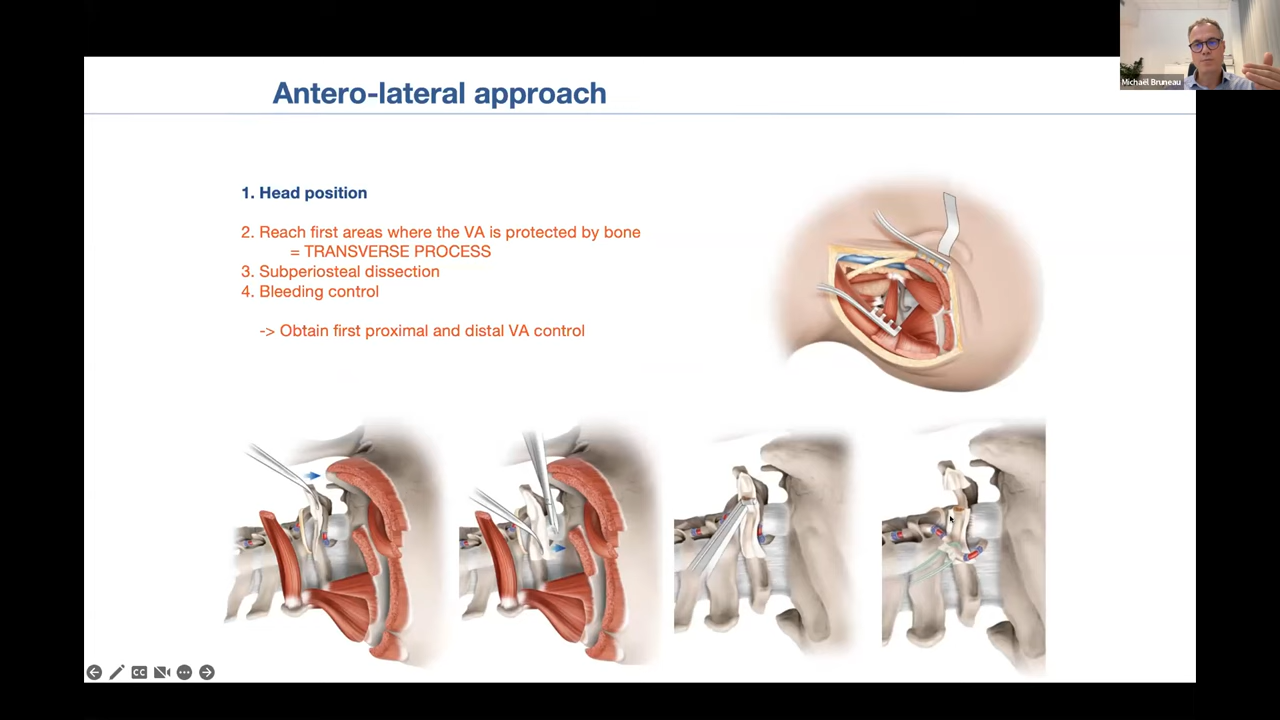 Michaël Bruneau
Antero-lateral approach
1. Head position
2. Reach first areas where the VA is protected by bone
= TRANSVERSE PROCESS
3. Subperiosteal dissection
4. Bleeding control
-> Obtain first proximal and distal VA control
CC